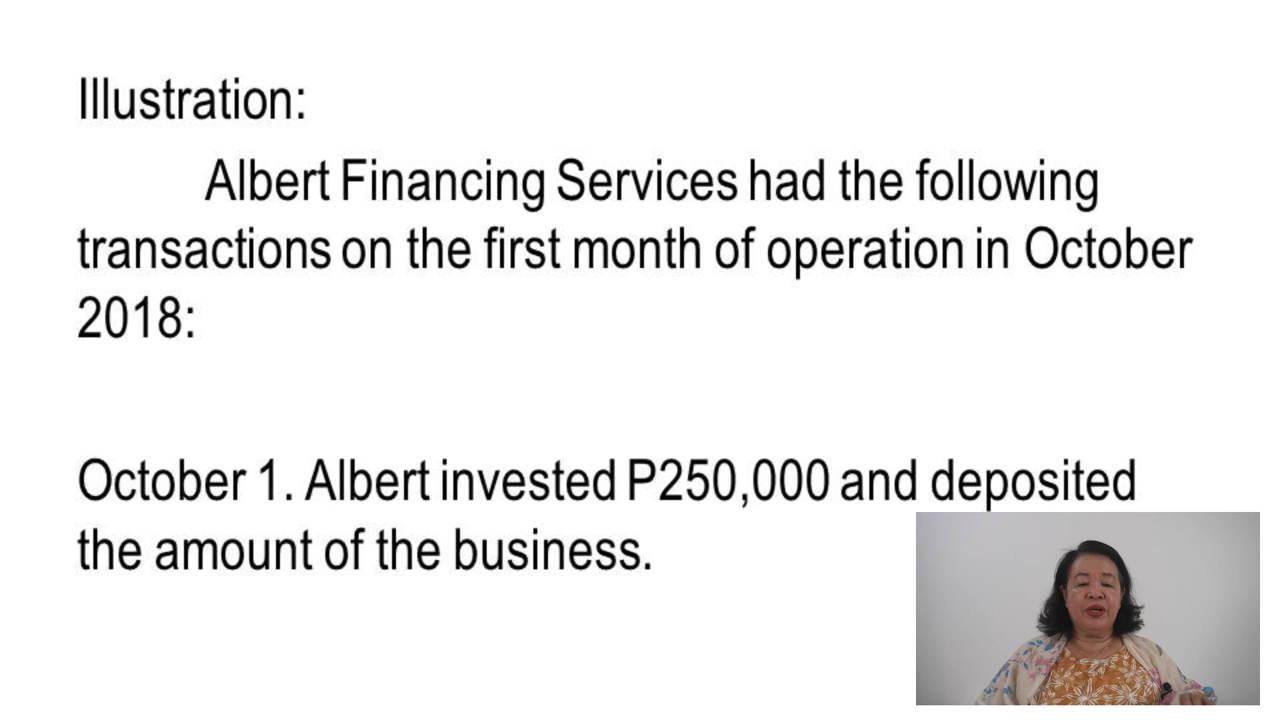 Illustration:
Albert Financing Services had the following
transactions on the first month of operation in October
2018:
October 1. Albert invested P250,000 and deposited
the amount of the business.